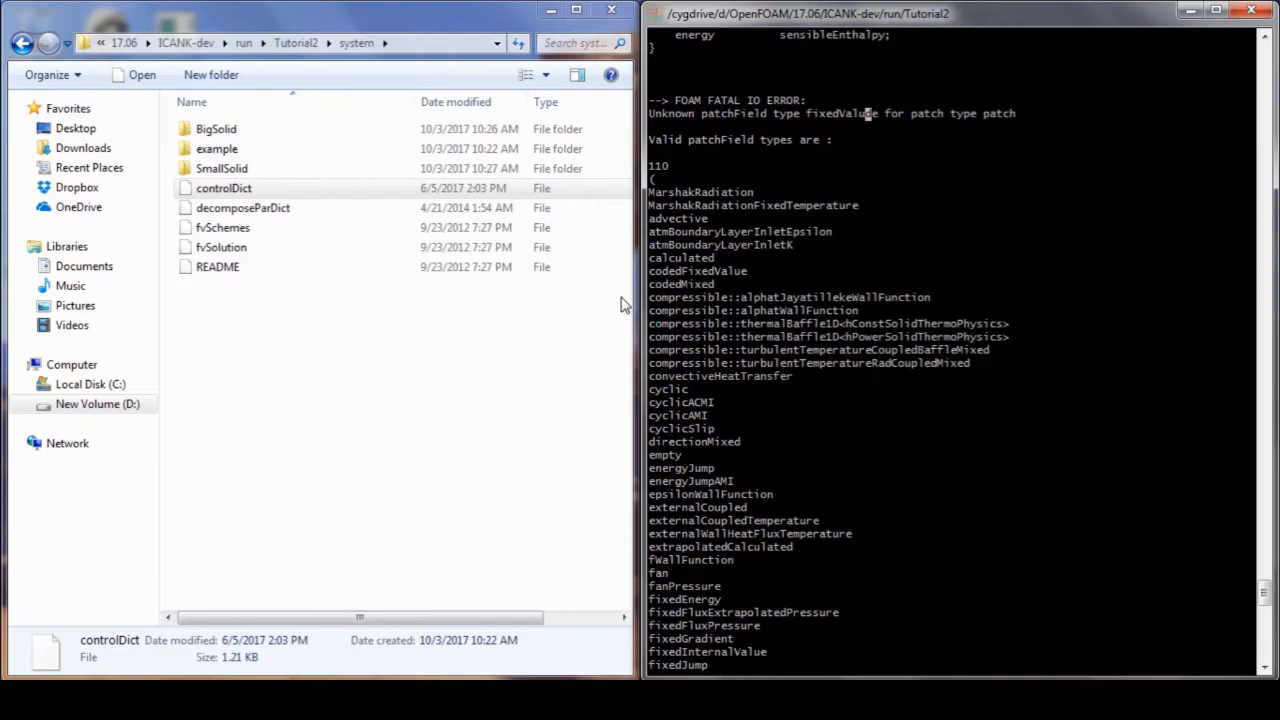 17.06 ICANK-dev run Tutorial2 system
Search syst...
Organize Open New folder
Name Date modified Type
Favorites
Desktop
Downloads
Recent Places
Dropbox
OneDrive
Libraries
Documents
Music
Pictures
Videos
Computer
Local Disk (C:)
New Volume (D:)
Network
BigSolid 10/3/2017 10:26 AM File folder
example 10/3/2017 10:22 AM File folder
SmallSolid 10/3/2017 10:27 AM File folder
controlDict 6/5/2017 2:03 PM File
decomposeParDict 4/21/2014 1:54 AM File
fvSchemes 9/23/2012 7:27 PM File
fvSolution 9/23/2012 7:27 PM File
README 9/23/2012 7:27 PM File
controlDict Date modified: 6/5/2017 2:03 PM Date created: 10/3/2017 10:22 AM
File Size: 1.21 KB
/cygdrive/d/OpenFOAM/17.06/ICANK-dev/run/Tutorial2
energy sensibleEnthalpy;
}
--> FOAM FATAL IO ERROR:
Unknown patchField type fixedValude for patch type patch
Valid patchField types are :
110
(
MarshakRadiation
MarshakRadiationFixedTemperature
advective
atmBoundaryLayerInletEpsilon
atmBoundaryLayerInletK
calculated
codedFixedValue
codedMixed
compressible::alphatJayatillekeWallFunction
compressible::alphatWallFunction
compressible::thermalBaffle1D<hConstSolidThermoPhysics>
compressible::thermalBaffle1D<hPowerSolidThermoPhysics>
compressible::turbulentTemperatureCoupledBaffleMixed
compressible::turbulentTemperatureRadCoupledMixed
convectiveHeatTransfer
cyclic
cyclicACMI
cyclicAMI
cyclicSlip
directionMixed
empty
energyJump
energyJumpAMI
epsilonWallFunction
externalCoupled
externalCoupledTemperature
externalWallHeatFluxTemperature
extrapolatedCalculated
fWallFunction
fan
fanPressure
fixedEnergy
fixedFluxExtrapolatedPressure
fixedFluxPressure
fixedGradient
fixedInternalValue
fixedJump